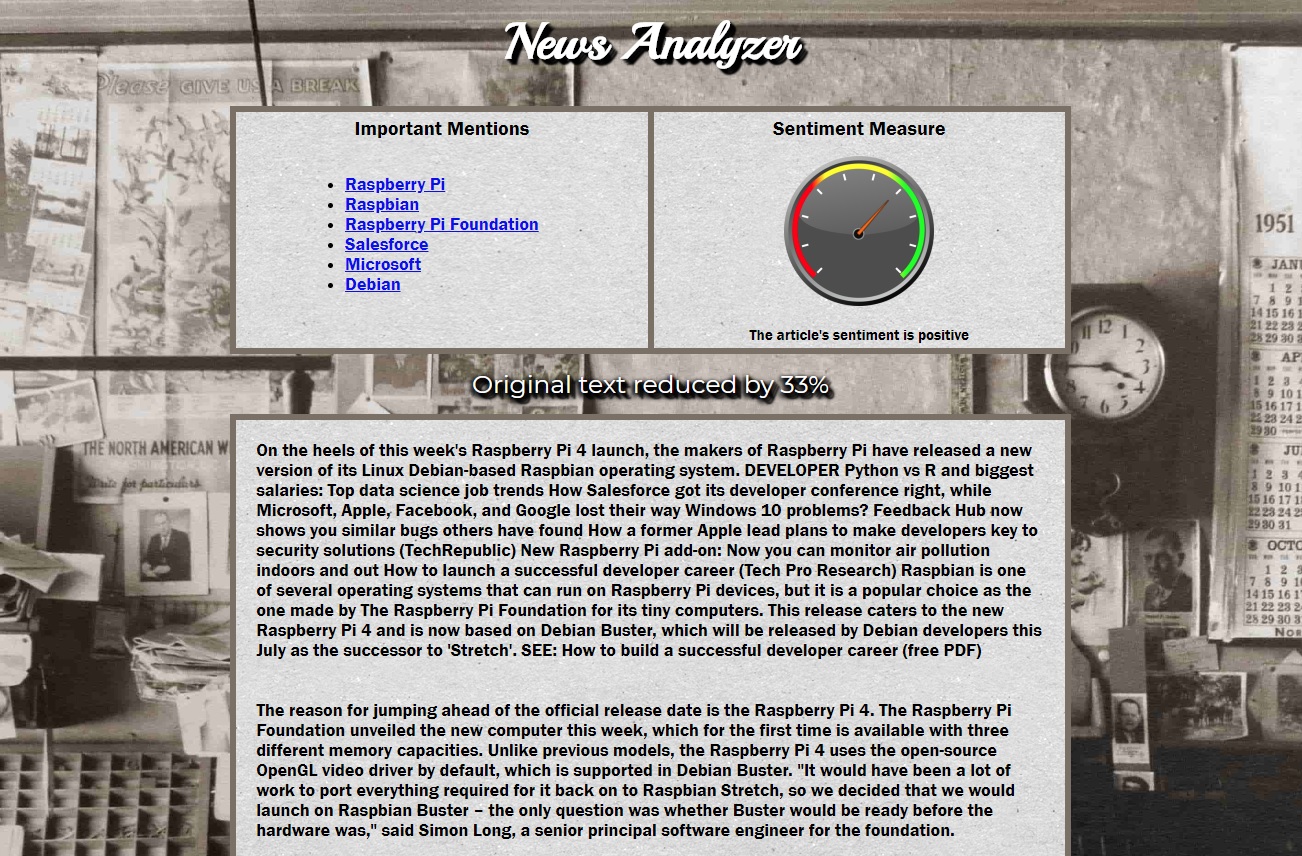 News Analyzer
Please GIVE US A BREAK
Important Mentions
Raspberry Pi
Raspbian
Raspberry Pi Foundation
Salesforce
Microsoft
Debian
Sentiment Measure
The article's sentiment is positive
1951
Original text reduced by 33%
THE NORTH AMERICAN
Write for particulars
On the heels of this week's Raspberry Pi 4 launch, the makers of Raspberry Pi have released a new
version of its Linux Debian-based Raspbian operating system. DEVELOPER Python vs R and biggest
salaries: Top data science job trends How Salesforce got its developer conference right, while
Microsoft, Apple, Facebook, and Google lost their way Windows 10 problems? Feedback Hub now
shows you similar bugs others have found How a former Apple lead plans to make developers key to
security solutions (TechRepublic) New Raspberry Pi add-on: Now you can monitor air pollution
indoors and out How to launch a successful developer career (Tech Pro Research) Raspbian is one
of several operating systems that can run on Raspberry Pi devices, but it is a popular choice as the
one made by The Raspberry Pi Foundation for its tiny computers. This release caters to the new
Raspberry Pi 4 and is now based on Debian Buster, which will be released by Debian developers this
July as the successor to 'Stretch'. SEE: How to build a successful developer career (free PDF)
The reason for jumping ahead of the official release date is the Raspberry Pi 4. The Raspberry Pi
Foundation unveiled the new computer this week, which for the first time is available with three
different memory capacities. Unlike previous models, the Raspberry Pi 4 uses the open-source
OpenGL video driver by default, which is supported in Debian Buster. "It would have been a lot of
work to port everything required for it back on to Raspbian Stretch, so we decided that we would
launch on Raspbian Buster – the only question was whether Buster would be ready before the
hardware was," said Simon Long, a senior principal software engineer for the foundation.